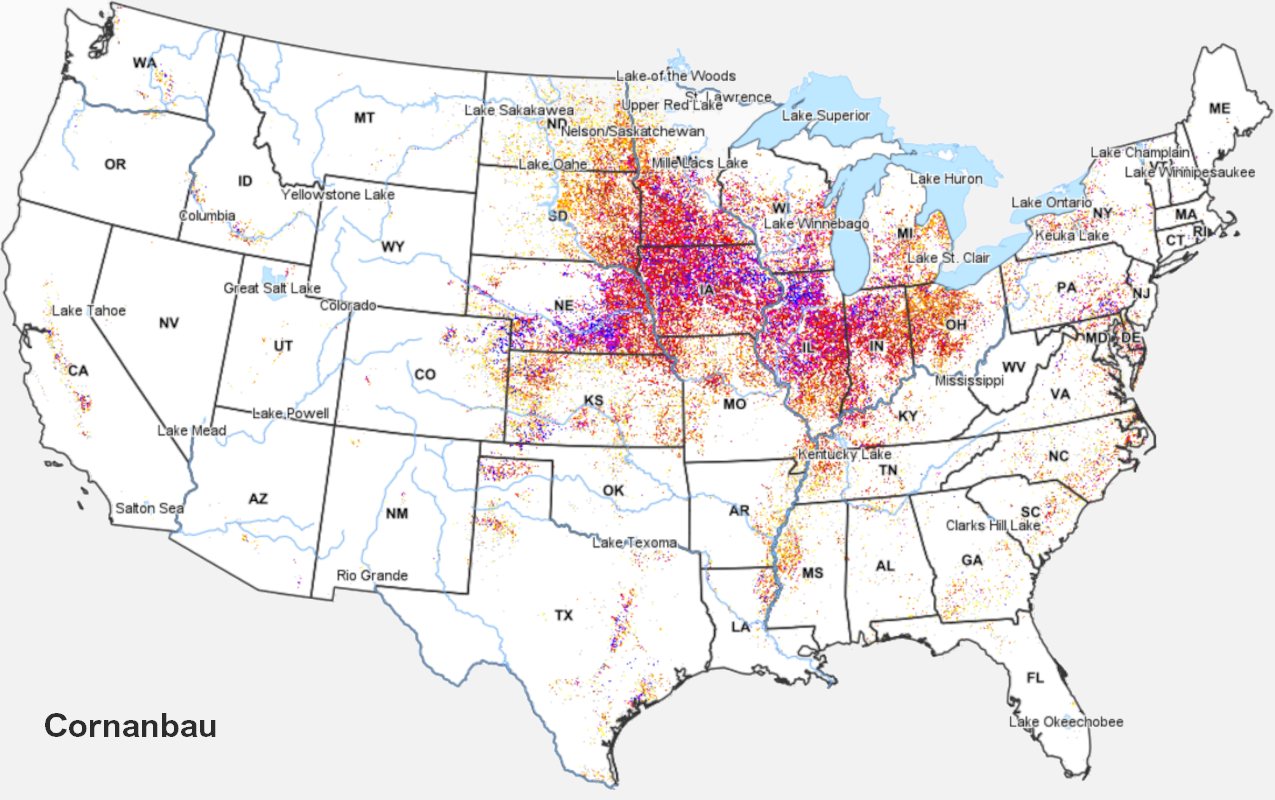 Lake of the Woods
St. Lawrence
WA
Lake Sakakawea
Upper Red Lake
ME
MT
ND
Lake Superior
Nelson/Saskatchewan
OR
Lake Oahe
Mille Lacs Lake
Lake Champlain
VT
ID
Yellowstone Lake
Lake Huron
Lake Winnipesaukee
Columbia
SD
WI
Lake Winnebago
Lake Ontario
NY
MA
WY
MI
Keuka Lake
CT
RI
Lake St. Clair
Great Salt Lake
IA
PA
NJ
Lake Tahoe
NV
Colorado
NE
OH
UT
IL
IN
MD
DE
CA
CO
WV
Mississippi
VA
KS
MO
KY
Lake Powell
Lake Mead
Kentucky Lake
TN
NC
AZ
OK
Salton Sea
NM
AR
SC
Clarks Hill Lake
Lake Texoma
GA
Rio Grande
MS
AL
TX
LA
FL
Lake Okeechobee
Cornanbau